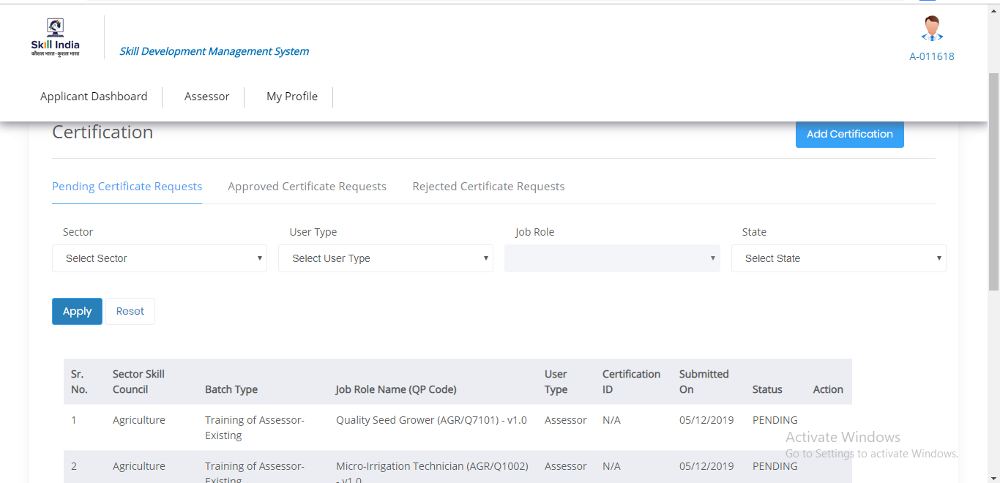 Skill India
कौशल भारत - कुशल भारत
Skill Development Management System
A-011618
Applicant Dashboard
Assessor
My Profile
Certification
Add Certification
Pending Certificate Requests
Approved Certificate Requests
Rejected Certificate Requests
Sector
User Type
Job Role
State
Select Sector
Select User Type
Select State
Apply
Reset
Sr. No.
Sector Skill Council
Batch Type
Job Role Name (QP Code)
User Type
Certification ID
Submitted On
Status
Action
1
Agriculture
Training of Assessor-Existing
Quality Seed Grower (AGR/Q7101) - v1.0
Assessor
N/A
05/12/2019
PENDING
Activate Windows
Go to Settings to activate Windows.
2
Agriculture
Training of Assessor-Existing
Micro-Irrigation Technician (AGR/Q1002) - v1.0
Assessor
N/A
05/12/2019
PENDING